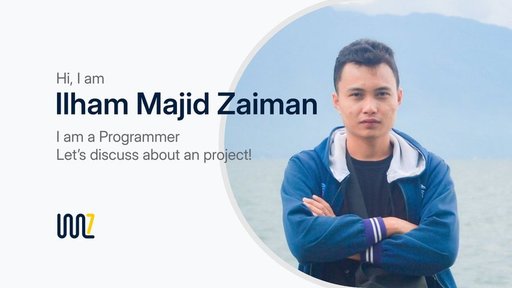 Hi, I am
Ilham Majid Zaiman
I am a Programmer
Let's discuss about an project!